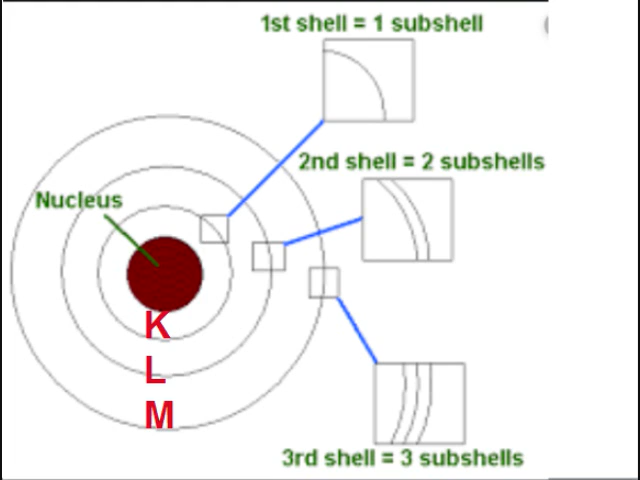 1st shell = 1 subshell
2nd shell = 2 subshells
Nucleus
K
L
M
3rd shell = 3 subshells